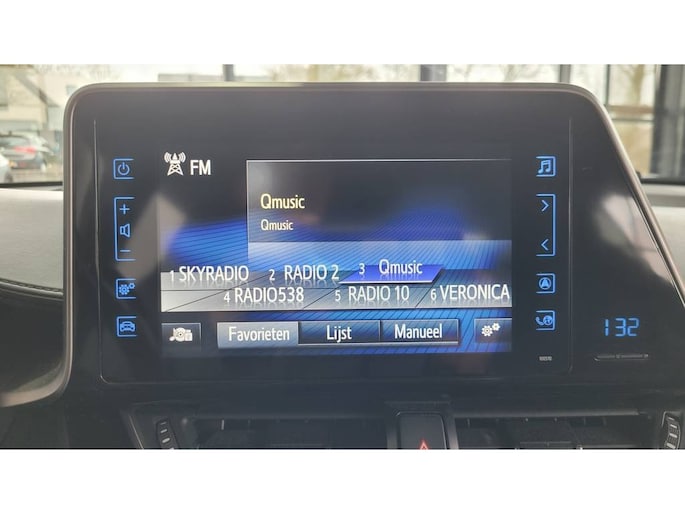 FM
Qmusic
Qmusic
1 SKYRADIO 2 RADIO 2 3 Qmusic
4 RADIO538 5 RADIO 10 6 VERONICA
Favorieten Lijst Manueel
132